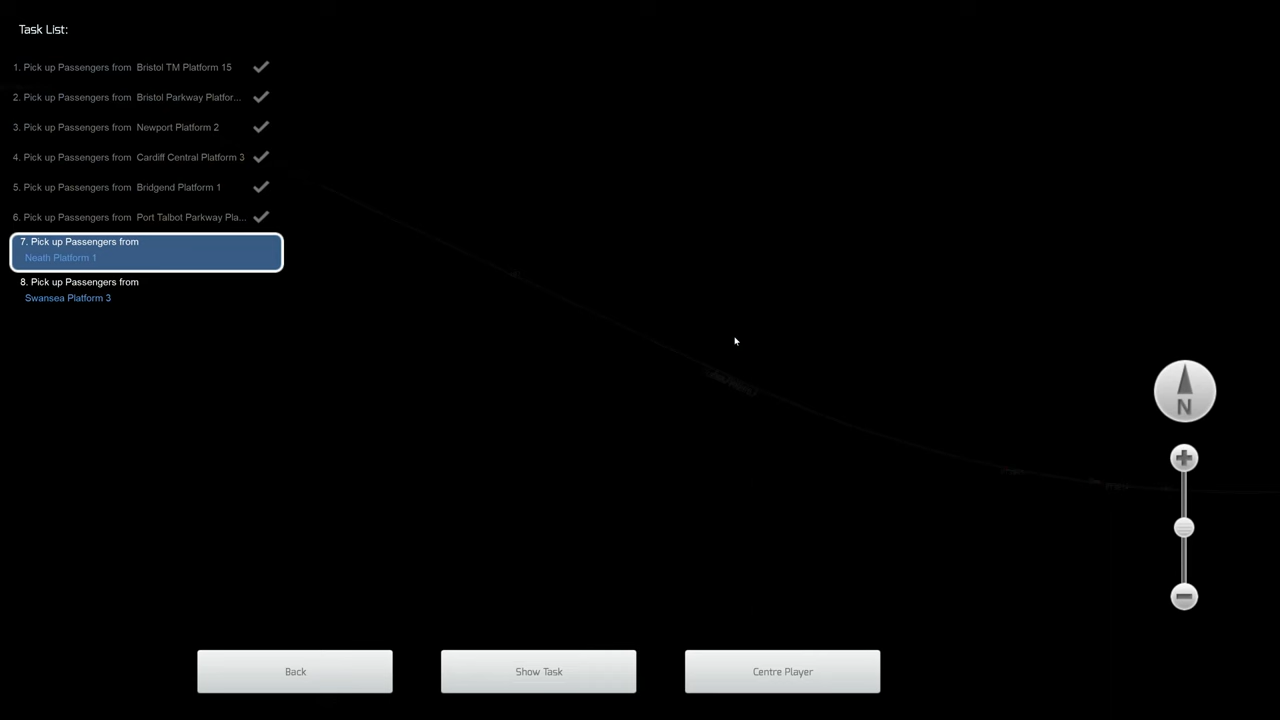 Task List:
1. Pick up Passengers from Bristol TM Platform 15
2. Pick up Passengers from Bristol Parkway Platfor...
3. Pick up Passengers from Newport Platform 2
4. Pick up Passengers from Cardiff Central Platform 3
5. Pick up Passengers from Bridgend Platform 1
6. Pick up Passengers from Port Talbot Parkway Pla...
7. Pick up Passengers from
Neath Platform 1
8. Pick up Passengers from
Swansea Platform 3
N
Back
Show Task
Centre Player